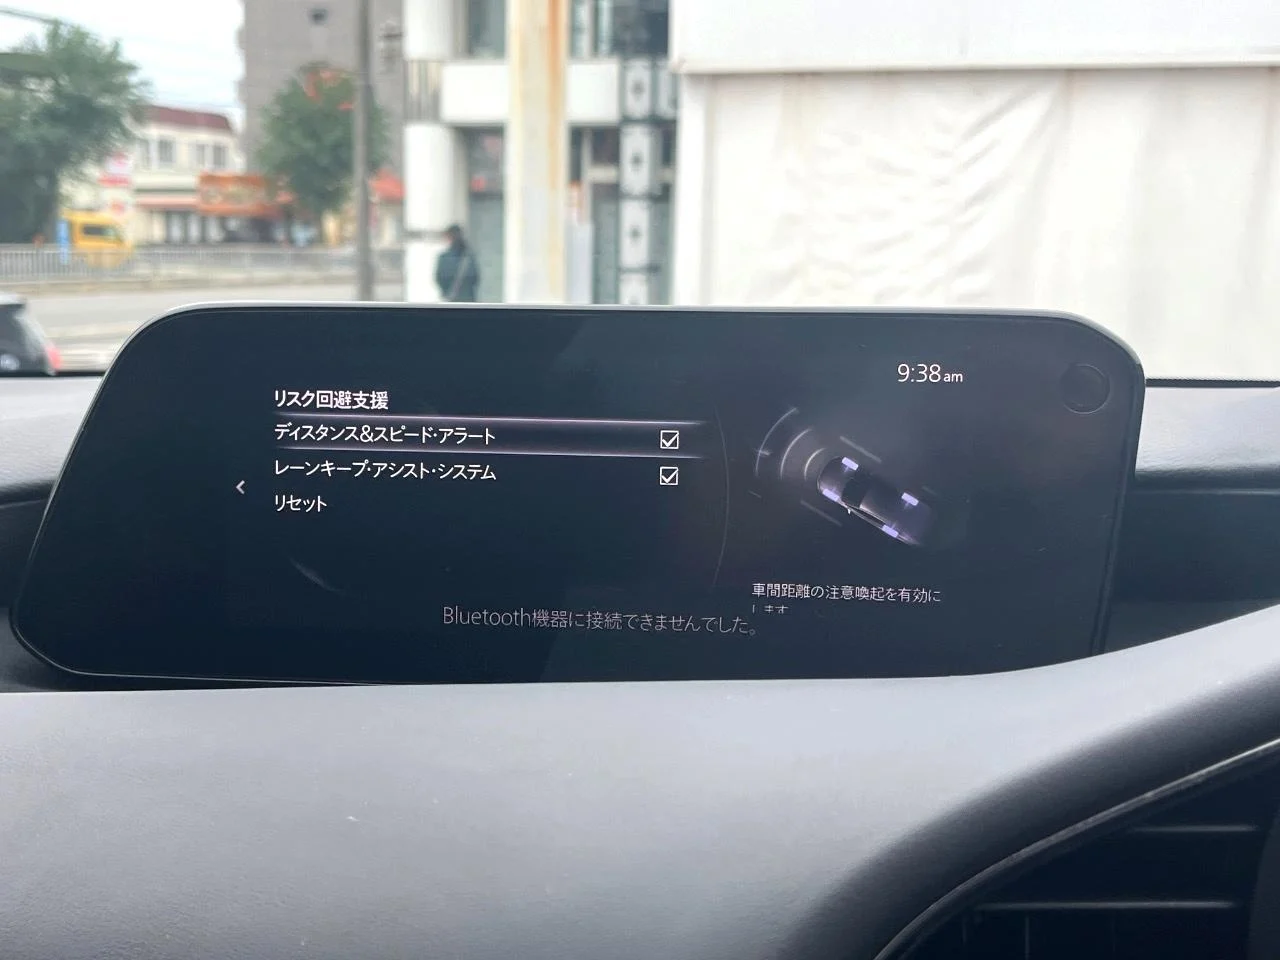 9:38am
リスク回避支援
ディスタンス&スピード・アラート
レーンキープ・アシスト・システム
リセット
車間距離の注意喚起を有効に
します
Bluetooth機器に接続できませんでした。